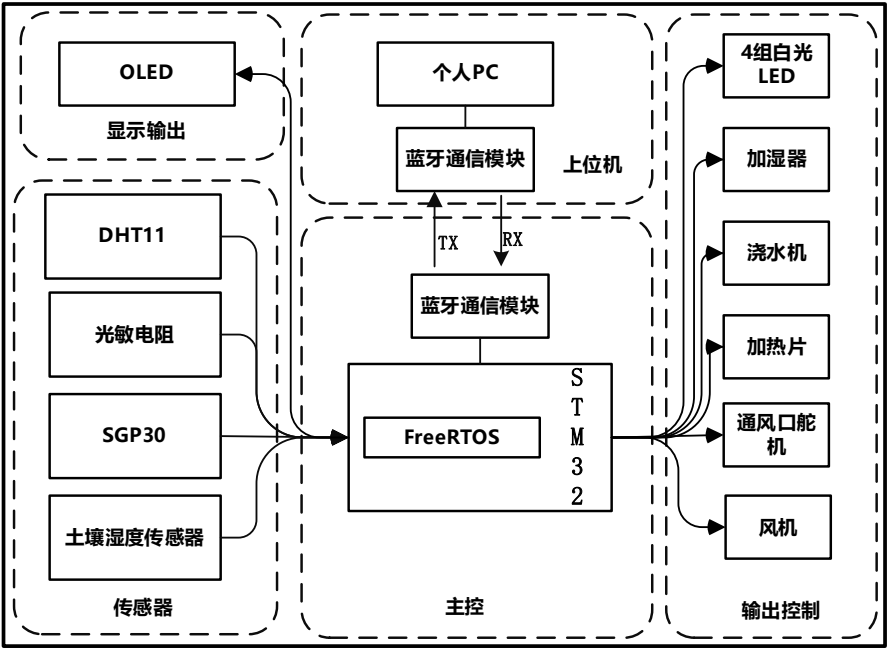 OLED
显示输出
DHT11
光敏电阻
SGP30
土壤湿度传感器
传感器
个人PC
蓝牙通信模块
上位机
TX
RX
蓝牙通信模块
FreeRTOS
S
T
M
3
2
主控
4组白光
LED
加湿器
浇水机
加热片
通风口舵
机
风机
输出控制